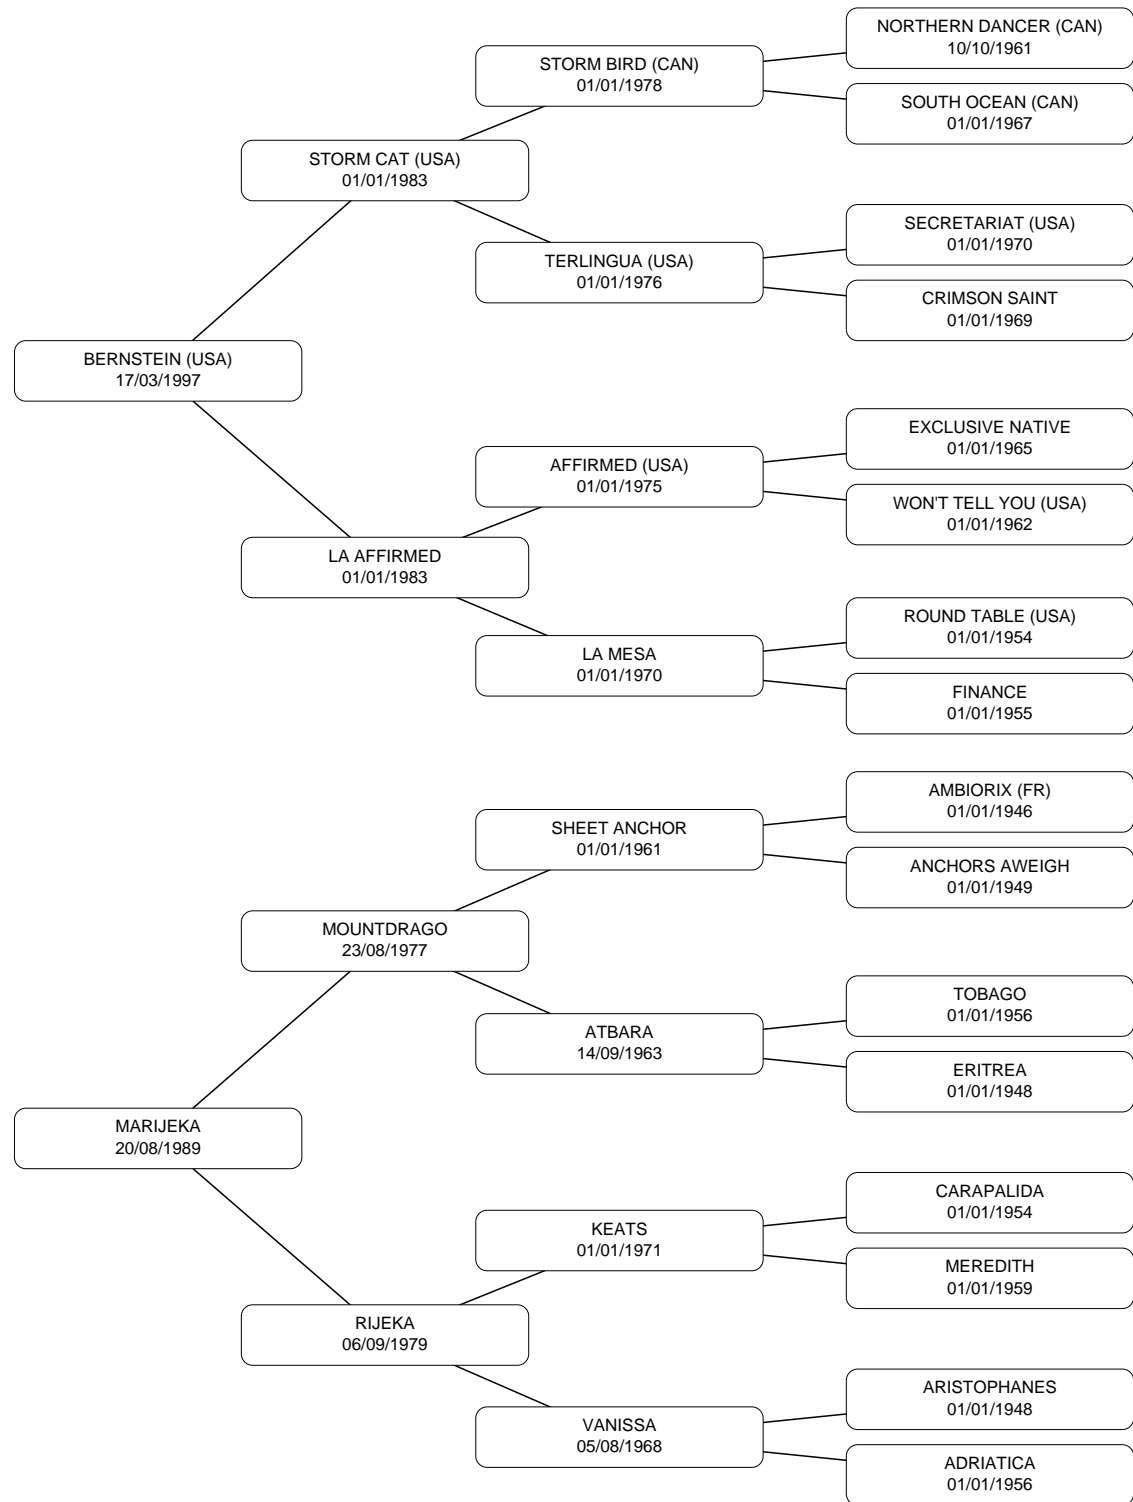 NORTHERN DANCER (CAN)
10/10/1961
STORM BIRD (CAN)
01/01/1978
SOUTH OCEAN (CAN)
01/01/1967
STORM CAT (USA)
01/01/1983
SECRETARIAT (USA)
01/01/1970
TERLINGUA (USA)
01/01/1976
CRIMSON SAINT
01/01/1969
BERNSTEIN (USA)
17/03/1997
EXCLUSIVE NATIVE
01/01/1965
AFFIRMED (USA)
01/01/1975
WON'T TELL YOU (USA)
01/01/1962
LA AFFIRMED
01/01/1983
ROUND TABLE (USA)
01/01/1954
LA MESA
01/01/1970
FINANCE
01/01/1955
AMBIORIX (FR)
01/01/1946
SHEET ANCHOR
01/01/1961
ANCHORS AWEIGH
01/01/1949
MOUNTDRAGO
23/08/1977
TOBAGO
01/01/1956
ATBARA
14/09/1963
ERITREA
01/01/1948
MARIJEKA
20/08/1989
CARAPALIDA
01/01/1954
KEATS
01/01/1971
MEREDITH
01/01/1959
RIJEKA
06/09/1979
ARISTOPHANES
01/01/1948
VANISSA
05/08/1968
ADRIATICA
01/01/1956